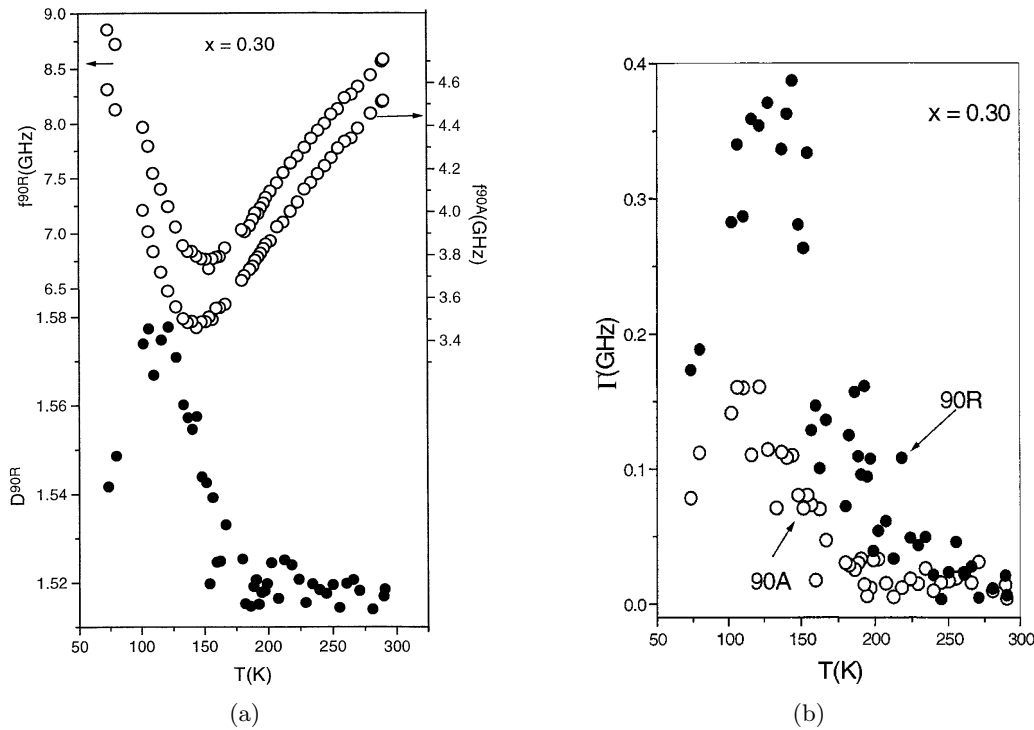 x = 0.30
f90R(GHz)
9.0
8.5
8.0
7.5
7.0
6.5
1.58
1.56
1.54
1.52
D90R
4.6
4.4
4.2
4.0
3.8
3.6
3.4
f90A(GHz)
50 100 150 200 250 300
T(K)
(a)
x = 0.30
Γ(GHz)
0.4
0.3
0.2
0.1
0.0
90R
90A
50 100 150 200 250 300
T(K)
(b)